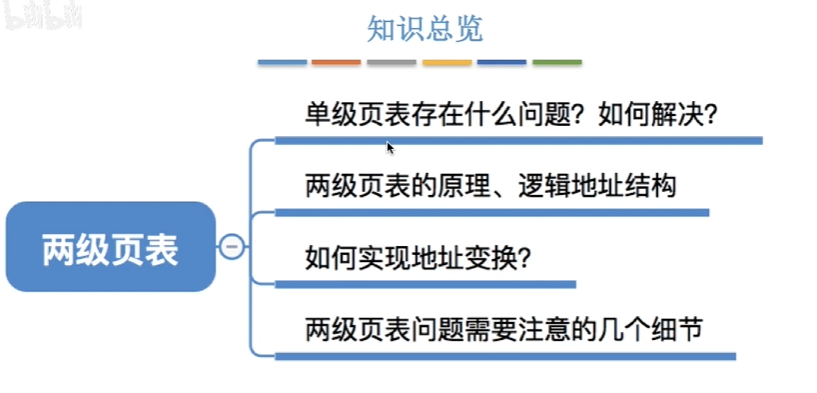 bilibili
知识总览
单级页表存在什么问题？如何解决？
两级页表的原理、逻辑地址结构
两级页表
如何实现地址变换？
两级页表问题需要注意的几个细节